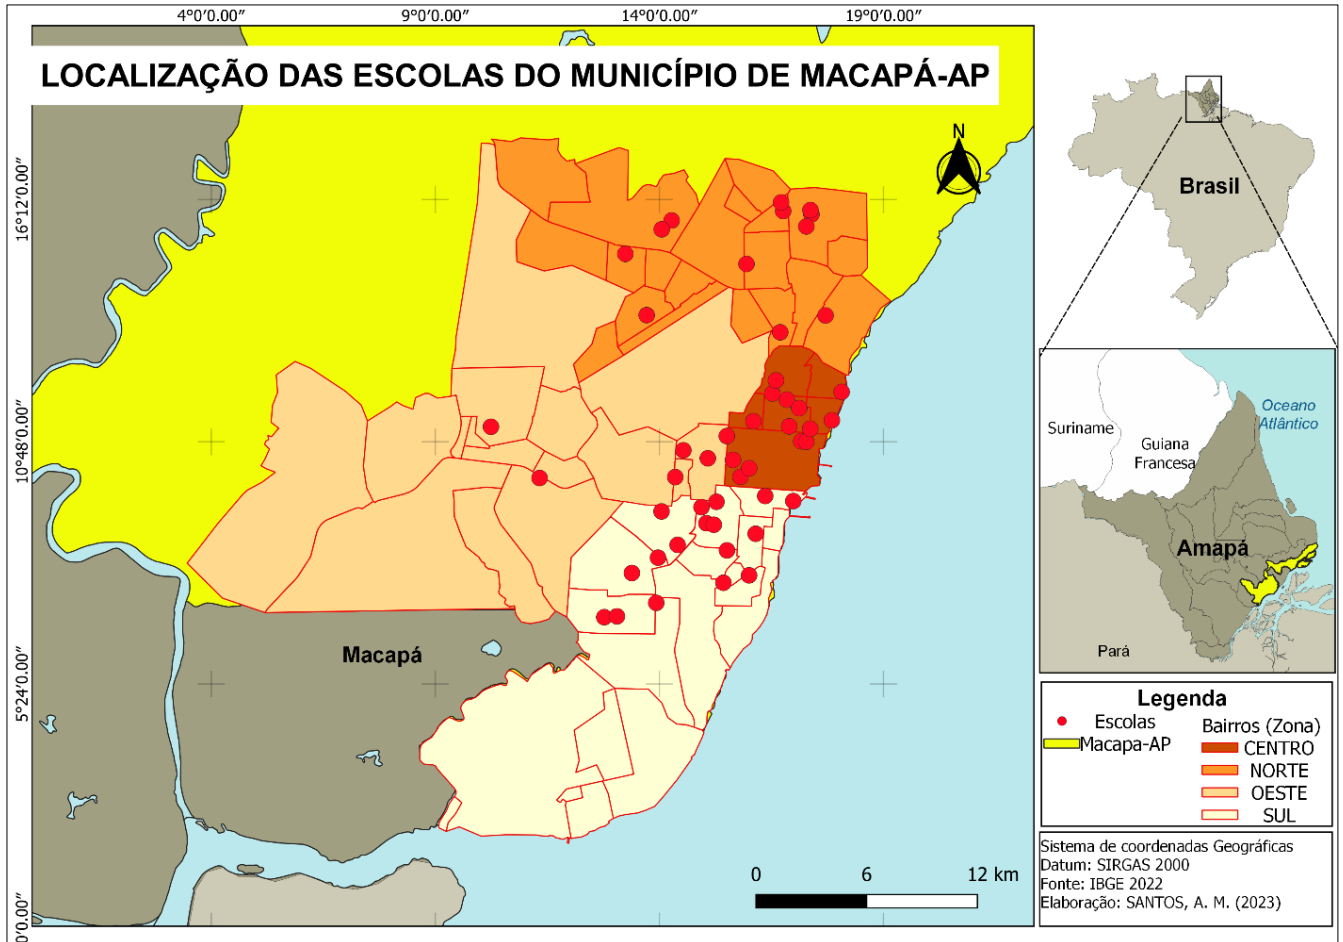 4°0′0.00″ 9°0′0.00″ 14°0′0.00″ 19°0′0.00″
LOCALIZAÇÃO DAS ESCOLAS DO MUNICÍPIO DE MACAPÁ-AP
N
16°12′0.00″
10°48′0.00″
5°24′0.00″
0°0′0.00″
Macapá
0 6 12 km
Brasil
Oceano
Atlântico
Suriname
Guiana
Francesa
Amapá
Pará
Legenda
Escolas
Macapa-AP
Bairros (Zona)
CENTRO
NORTE
OESTE
SUL
Sistema de coordenadas Geográficas
Datum: SIRGAS 2000
Fonte: IBGE 2022
Elaboração: SANTOS, A. M. (2023)